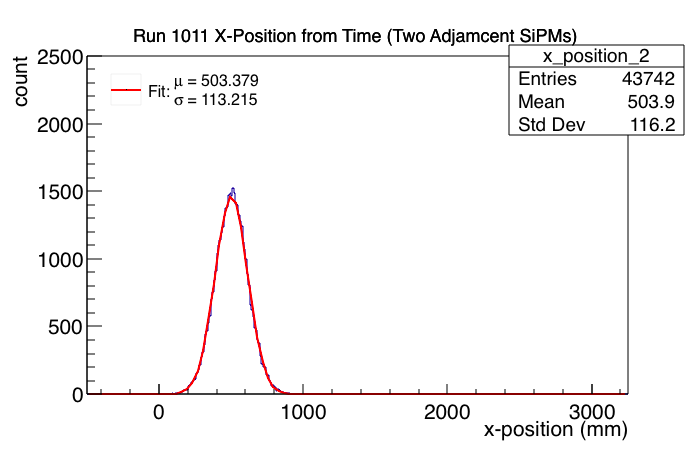 Run 1011 X-Position from Time (Two Adjamcent SiPMs)
x_position_2
Entries 43742
Mean 503.9
Std Dev 116.2
count
2500
2000
1500
1000
500
0
Fit: μ = 503.379
σ = 113.215
0 1000 2000 3000
x-position (mm)